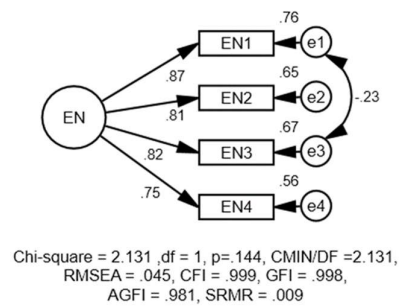 .76
EN1
e1
.87
.65
EN2
e2
.81
-.23
EN
.67
EN3
e3
.82
.56
.75
EN4
e4
Chi-square = 2.131 ,df = 1, p=.144, CMIN/DF =2.131,
RMSEA = .045, CFI = .999, GFI = .998,
AGFI = .981, SRMR = .009